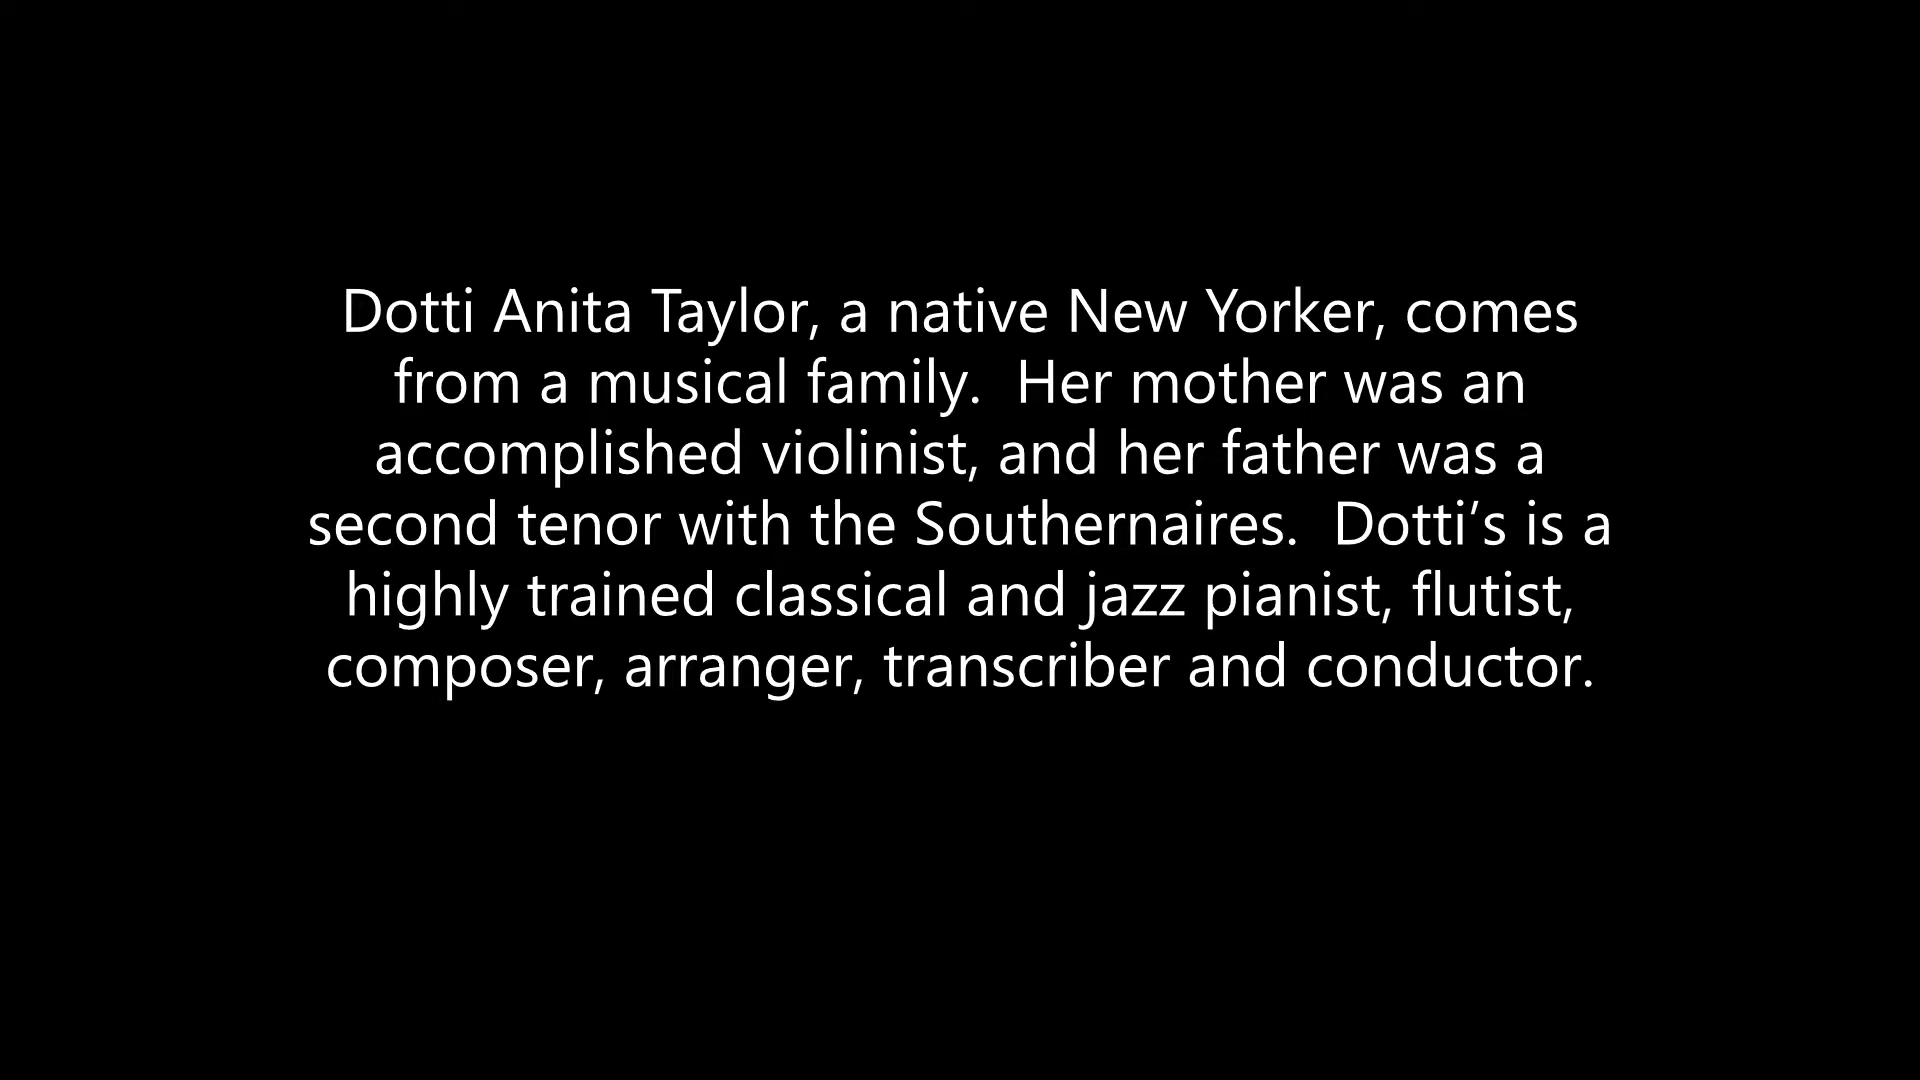 Dotti Anita Taylor, a native New Yorker, comes
from a musical family.  Her mother was an
accomplished violinist, and her father was a
second tenor with the Southernaires.  Dotti’s is a
highly trained classical and jazz pianist, flutist,
composer, arranger, transcriber and conductor.